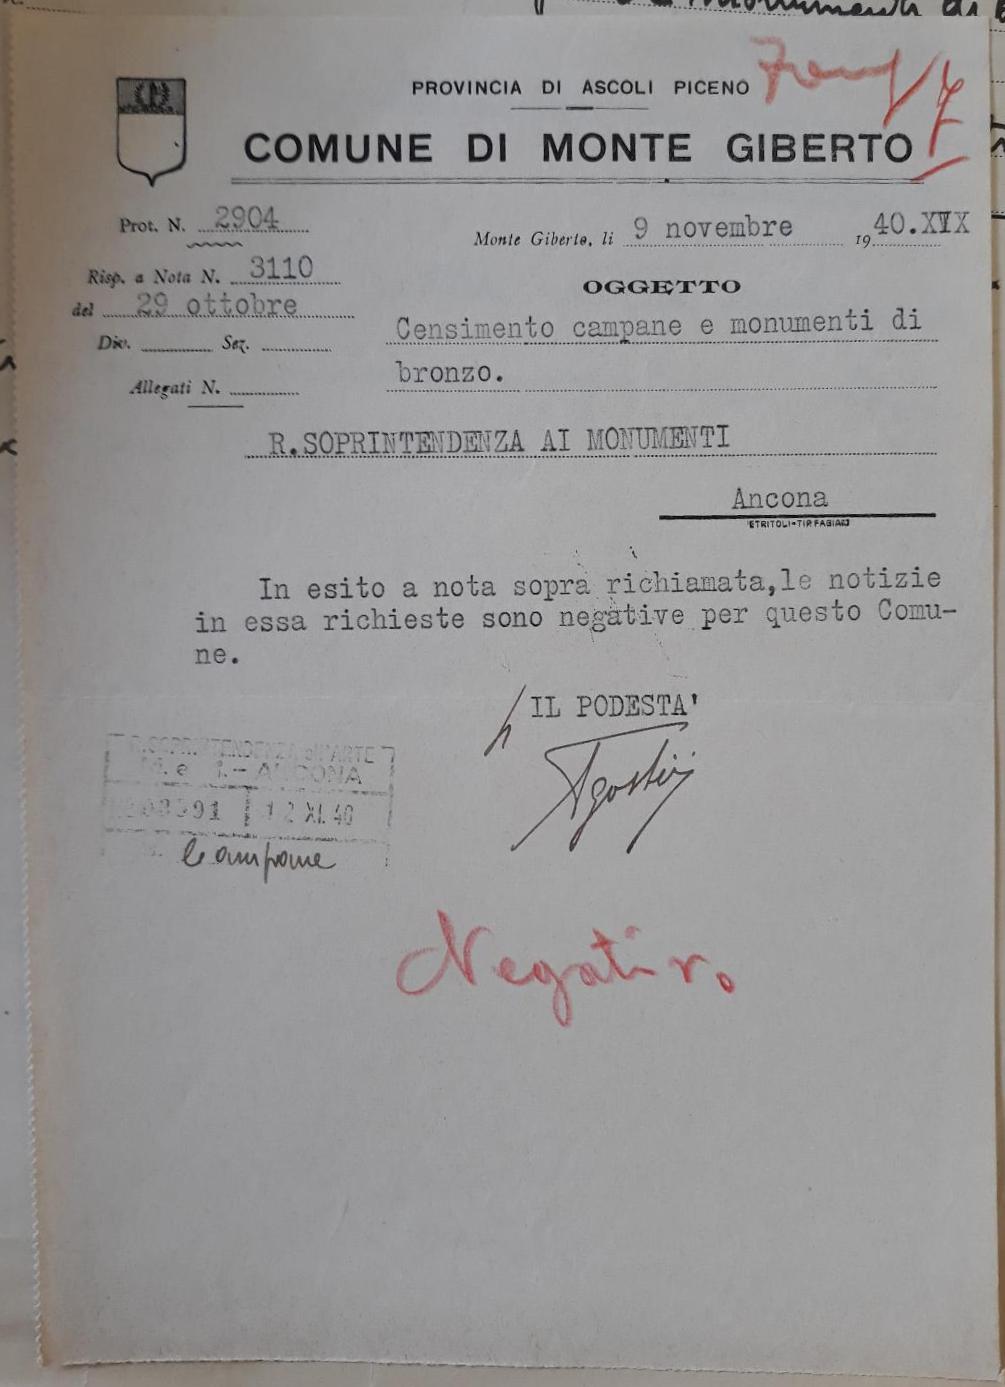 PROVINCIA DI ASCOLI PICENO
COMUNE DI MONTE GIBERTO
Prot. N. 2904
Monte Giberto, li 9 novembre 1940.XIX
Risp. a Nota N. 3110
del 29 ottobre
OGGETTO
Div. Sez.
Censimento campane e monumenti di
Allegati N.
bronzo.
R.SOPRINTENDENZA AI MONUMENTI
Ancona
In esito a nota sopra richiamata,le notizie
in essa richieste sono negative per questo Comu-
ne.
IL PODESTA'
Agostini
R.SOPRINTENDENZA
ANCONA
12 XI.40
Campane
Negativo